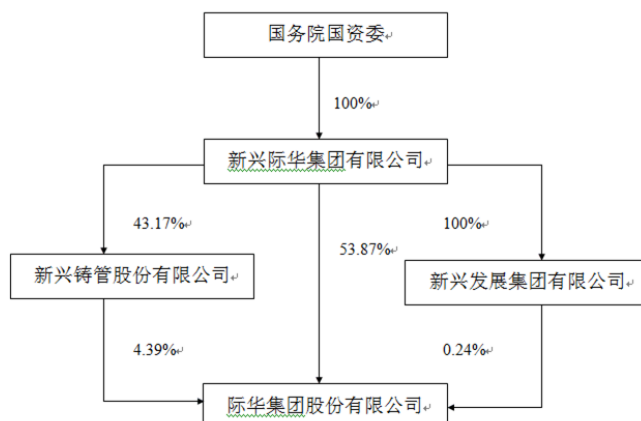 国务院国资委
100%
新兴际华集团有限公司
43.17%
53.87%
100%
新兴铸管股份有限公司
新兴发展集团有限公司
4.39%
0.24%
际华集团股份有限公司